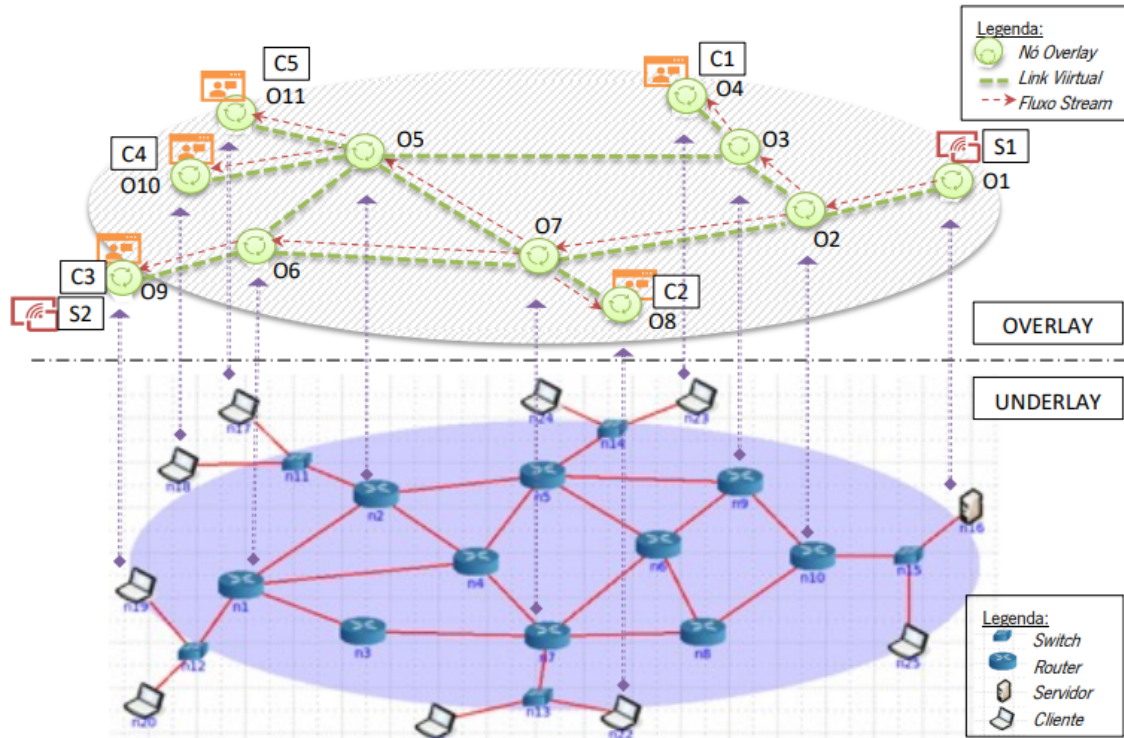 Legenda:
Nó Overlay
Link Viirtual
Fluxo Stream
C5
O11
C1
O4
O5
O3
S1
O1
C4
O10
O7
O2
O6
C3
O9
S2
C2
O8
OVERLAY
UNDERLAY
n17
n24
n14
n23
n18
n11
n2
n5
n9
n16
n4
n6
n10
n15
n19
n1
n3
n7
n8
n25
n12
n20
n13
n22
Legenda:
Switch
Router
Servidor
Cliente